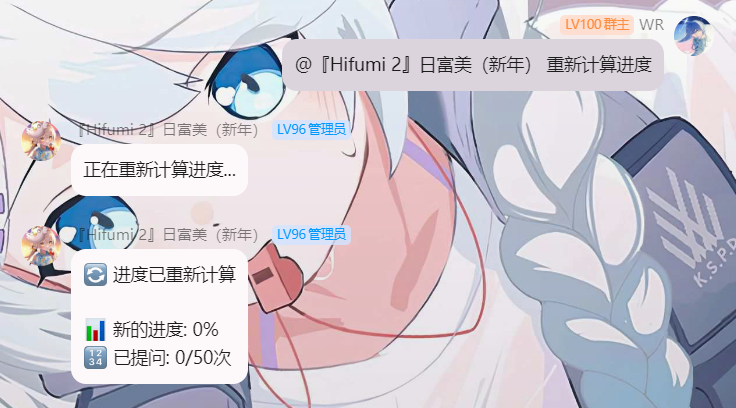 LV100 群主 WR
@『Hifumi 2』日富美（新年） 重新计算进度
『Hifumi 2』日富美（新年） LV96 管理员
正在重新计算进度...
『Hifumi 2』日富美（新年） LV96 管理员
🔄 进度已重新计算
📊 新的进度: 0%
🔢 已提问: 0/50次
K.S.P.D